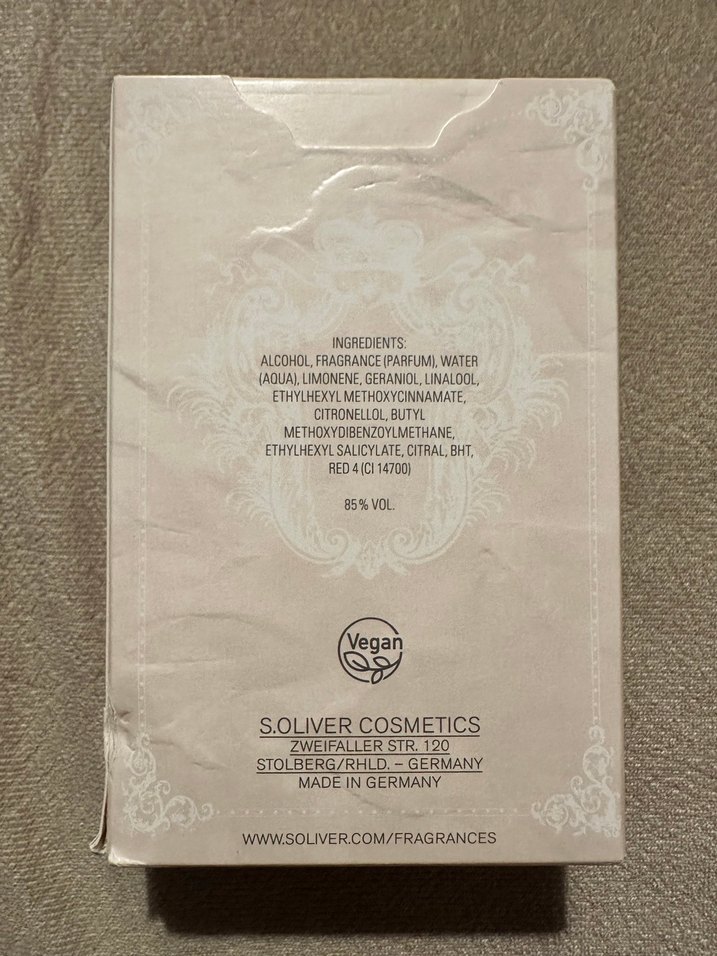 INGREDIENTS:
ALCOHOL, FRAGRANCE (PARFUM), WATER
(AQUA), LIMONENE, GERANIOL, LINALOOL,
ETHYLHEXYL METHOXYCINNAMATE,
CITRONELLOL, BUTYL
METHOXYDIBENZOYLMETHANE,
ETHYLHEXYL SALICYLATE, CITRAL, BHT,
RED 4 (CI 14700)
85% VOL.
Vegan
S.OLIVER COSMETICS
ZWEIFALLER STR. 120
STOLBERG/RHLD. – GERMANY
MADE IN GERMANY
WWW.SOLIVER.COM/FRAGRANCES